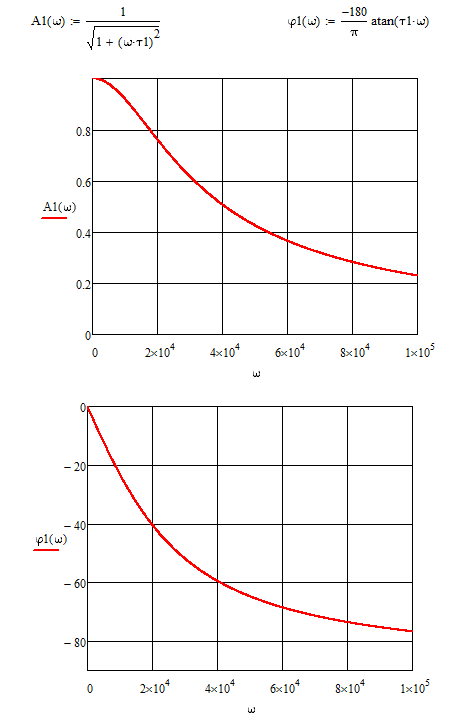 A1(ω) := 1/√(1 + (ω·τ1)²)
φ1(ω) := −180/π atan(τ1·ω)
0.8
0.6
A1(ω)
0.4
0.2
0
0 2×10⁴ 4×10⁴ 6×10⁴ 8×10⁴ 1×10⁵
ω
0
−20
−40
φ1(ω)
−60
−80
0 2×10⁴ 4×10⁴ 6×10⁴ 8×10⁴ 1×10⁵
ω